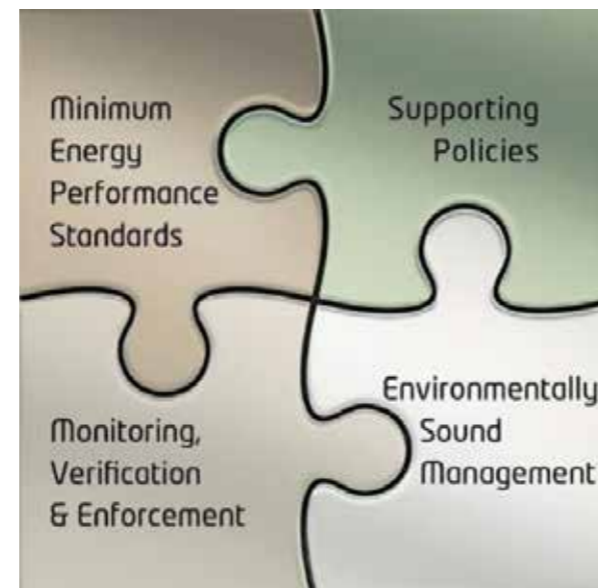 Minimum
Energy
Performance
Standards
Supporting
Policies
Monitoring,
Verification
& Enforcement
Environmentally
Sound
Management